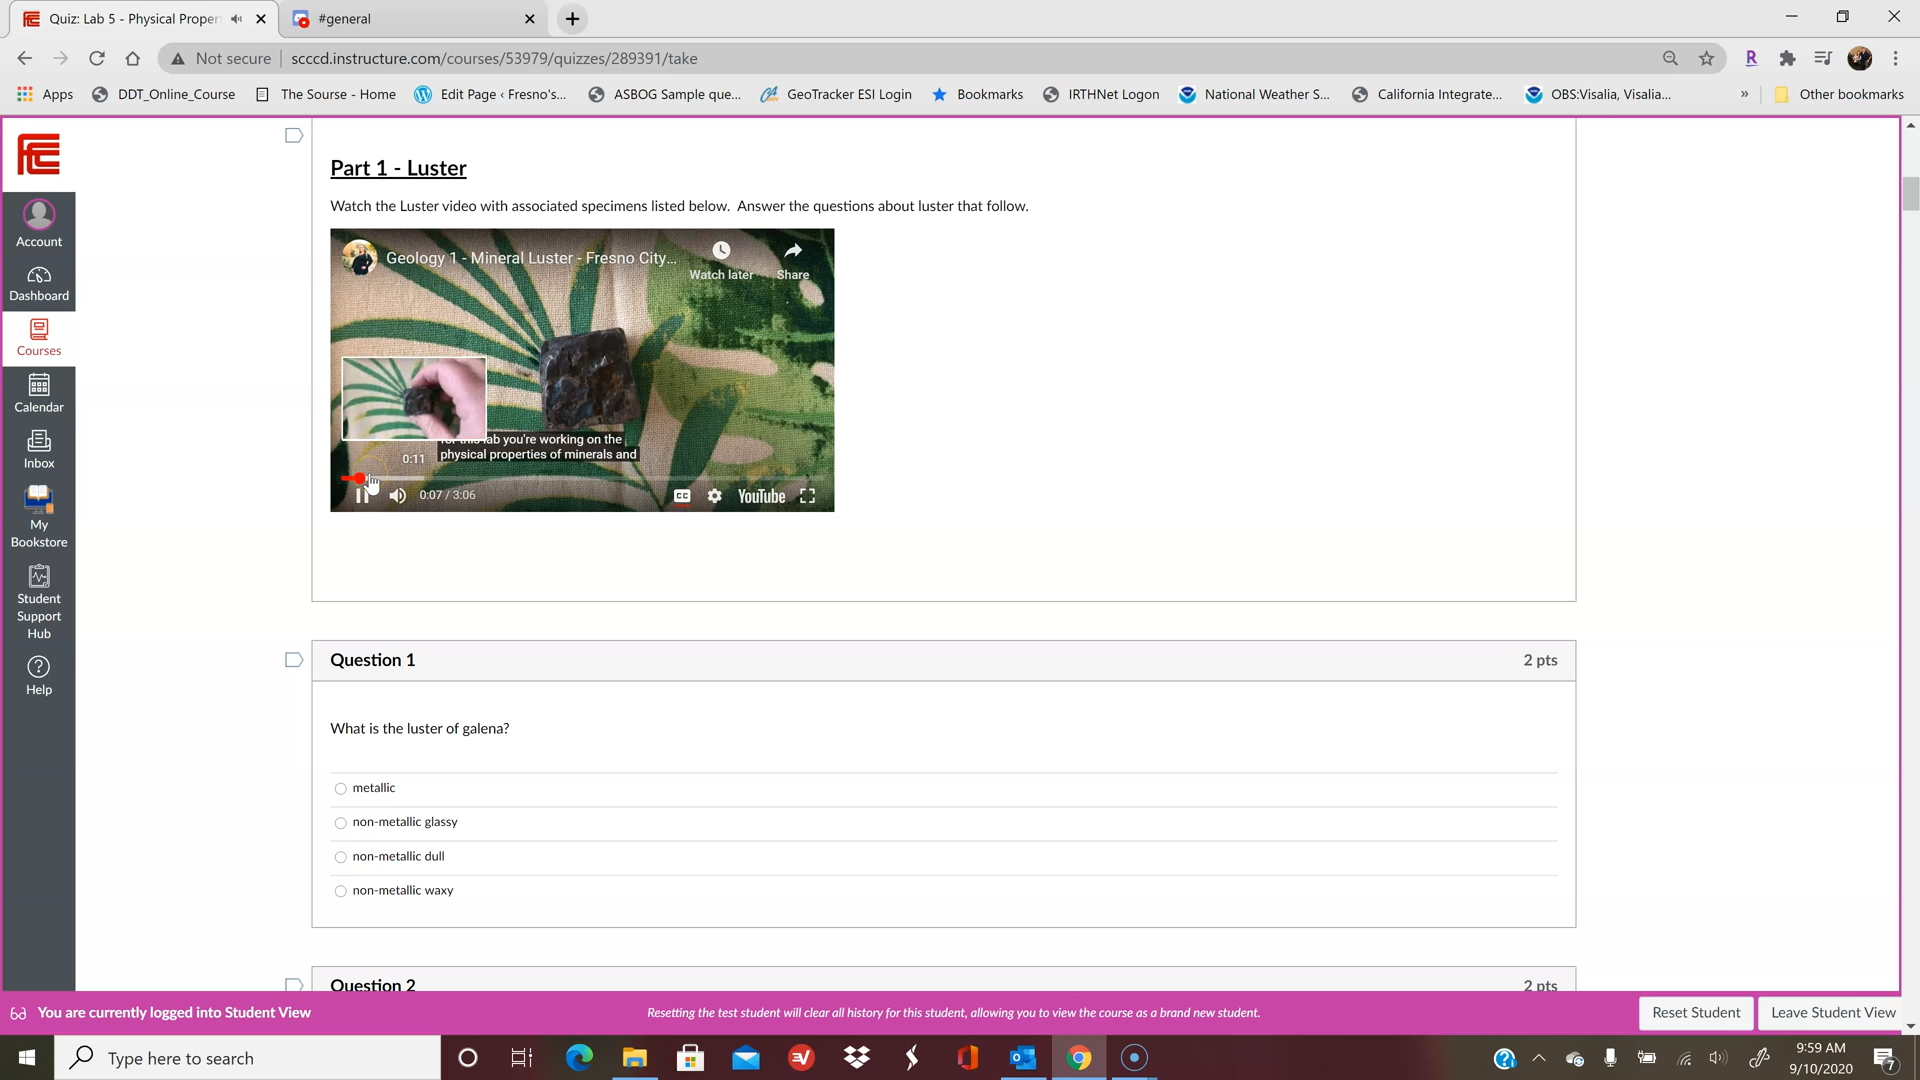 Quiz: Lab 5 - Physical Proper
#general
Not secure
scccd.instructure.com/courses/53979/quizzes/289391/take
Apps
DDT_Online_Course
The Sourse - Home
Edit Page ‹ Fresno's...
ASBOG Sample que...
GeoTracker ESI Login
Bookmarks
IRTHNet Logon
National Weather S...
California Integrate...
OBS:Visalia, Visalia...
»
Other bookmarks
Account
Dashboard
Courses
Calendar
Inbox
My
Bookstore
Student
Support
Hub
Help
Part 1 - Luster
Watch the Luster video with associated specimens listed below. Answer the questions about luster that follow.
Geology 1 - Mineral Luster - Fresno City...
Watch later
Share
lab you're working on the
physical properties of minerals and
0:11
0:07 / 3:06
CC
YouTube
Question 1
2 pts
What is the luster of galena?
metallic
non-metallic glassy
non-metallic dull
non-metallic waxy
Question 2
2 pts
You are currently logged into Student View
Resetting the test student will clear all history for this student, allowing you to view the course as a brand new student.
Reset Student
Leave Student View
Type here to search
9:59 AM
9/10/2020
7